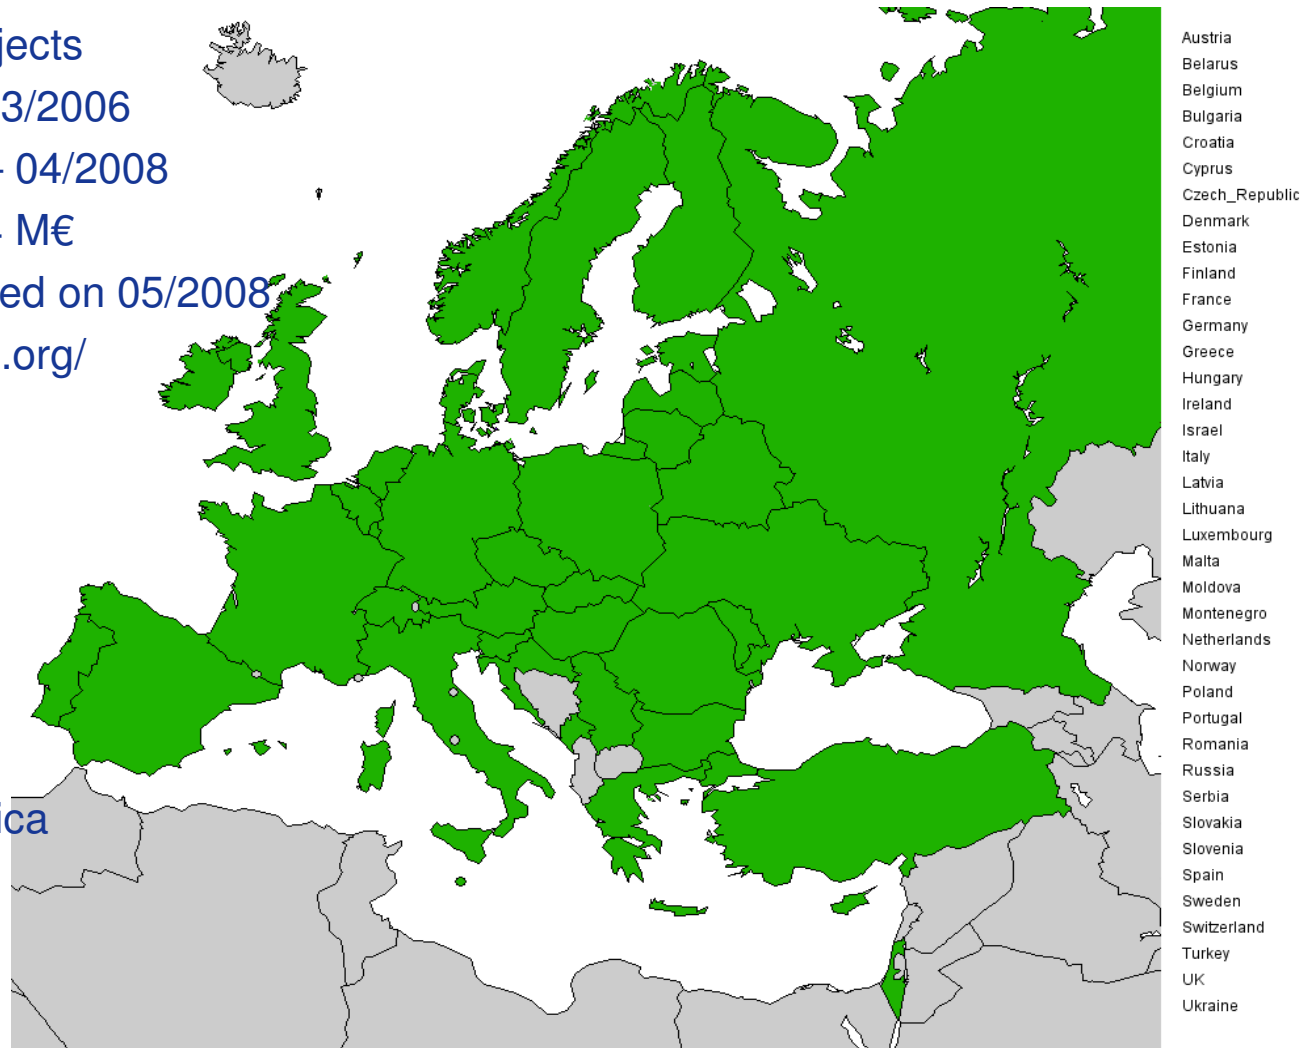 jects
3/2006
- 04/2008
M€
ed on 05/2008
.org/
ica
Austria
Belarus
Belgium
Bulgaria
Croatia
Cyprus
Czech_Republic
Denmark
Estonia
Finland
France
Germany
Greece
Hungary
Ireland
Israel
Italy
Latvia
Lithuana
Luxembourg
Malta
Moldova
Montenegro
Netherlands
Norway
Poland
Portugal
Romania
Russia
Serbia
Slovakia
Slovenia
Spain
Sweden
Switzerland
Turkey
UK
Ukraine